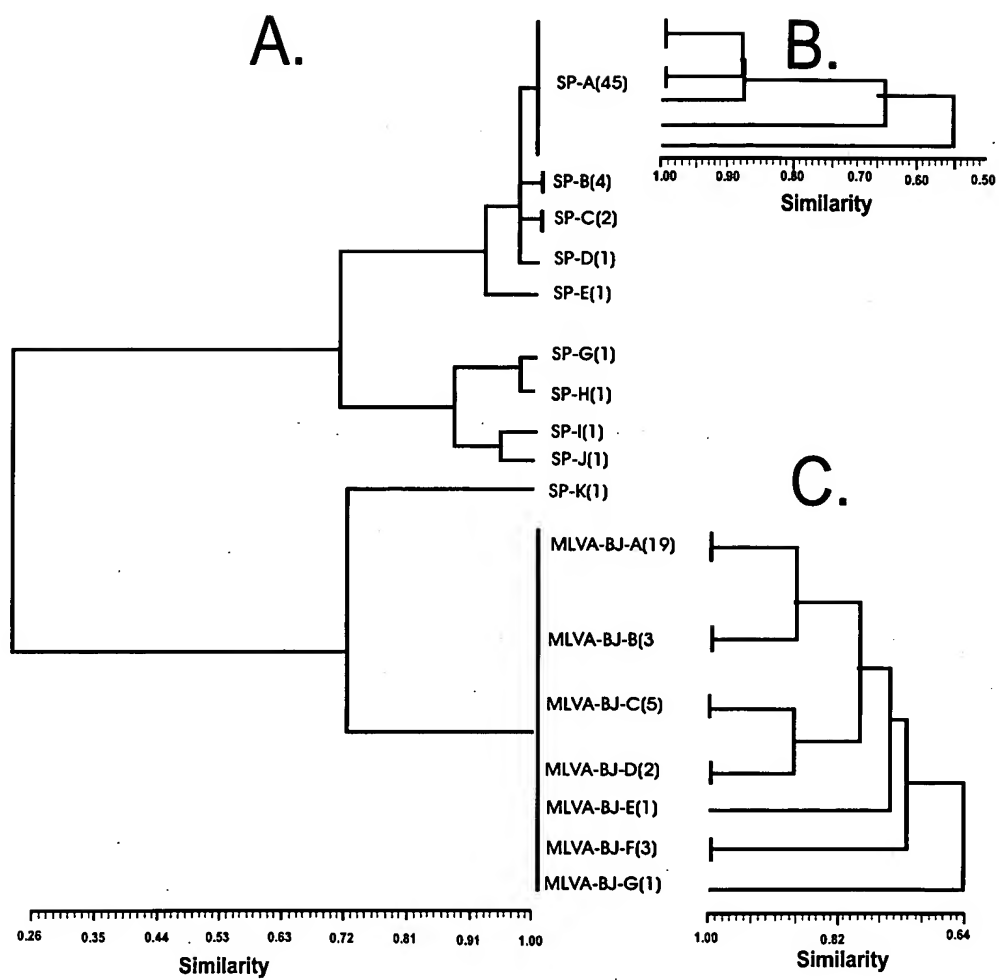 A.
B.
SP-A(45)
1.00 0.90 0.80 0.70 0.60 0.50
Similarity
SP-B(4)
SP-C(2)
SP-D(1)
SP-E(1)
SP-G(1)
SP-H(1)
SP-I(1)
SP-J(1)
SP-K(1)
C.
MLVA-BJ-A(19)
MLVA-BJ-B(3
MLVA-BJ-C(5)
MLVA-BJ-D(2)
MLVA-BJ-E(1)
MLVA-BJ-F(3)
MLVA-BJ-G(1)
0.26 0.35 0.44 0.53 0.63 0.72 0.81 0.91 1.00
Similarity
1.00 0.82 0.64
Similarity